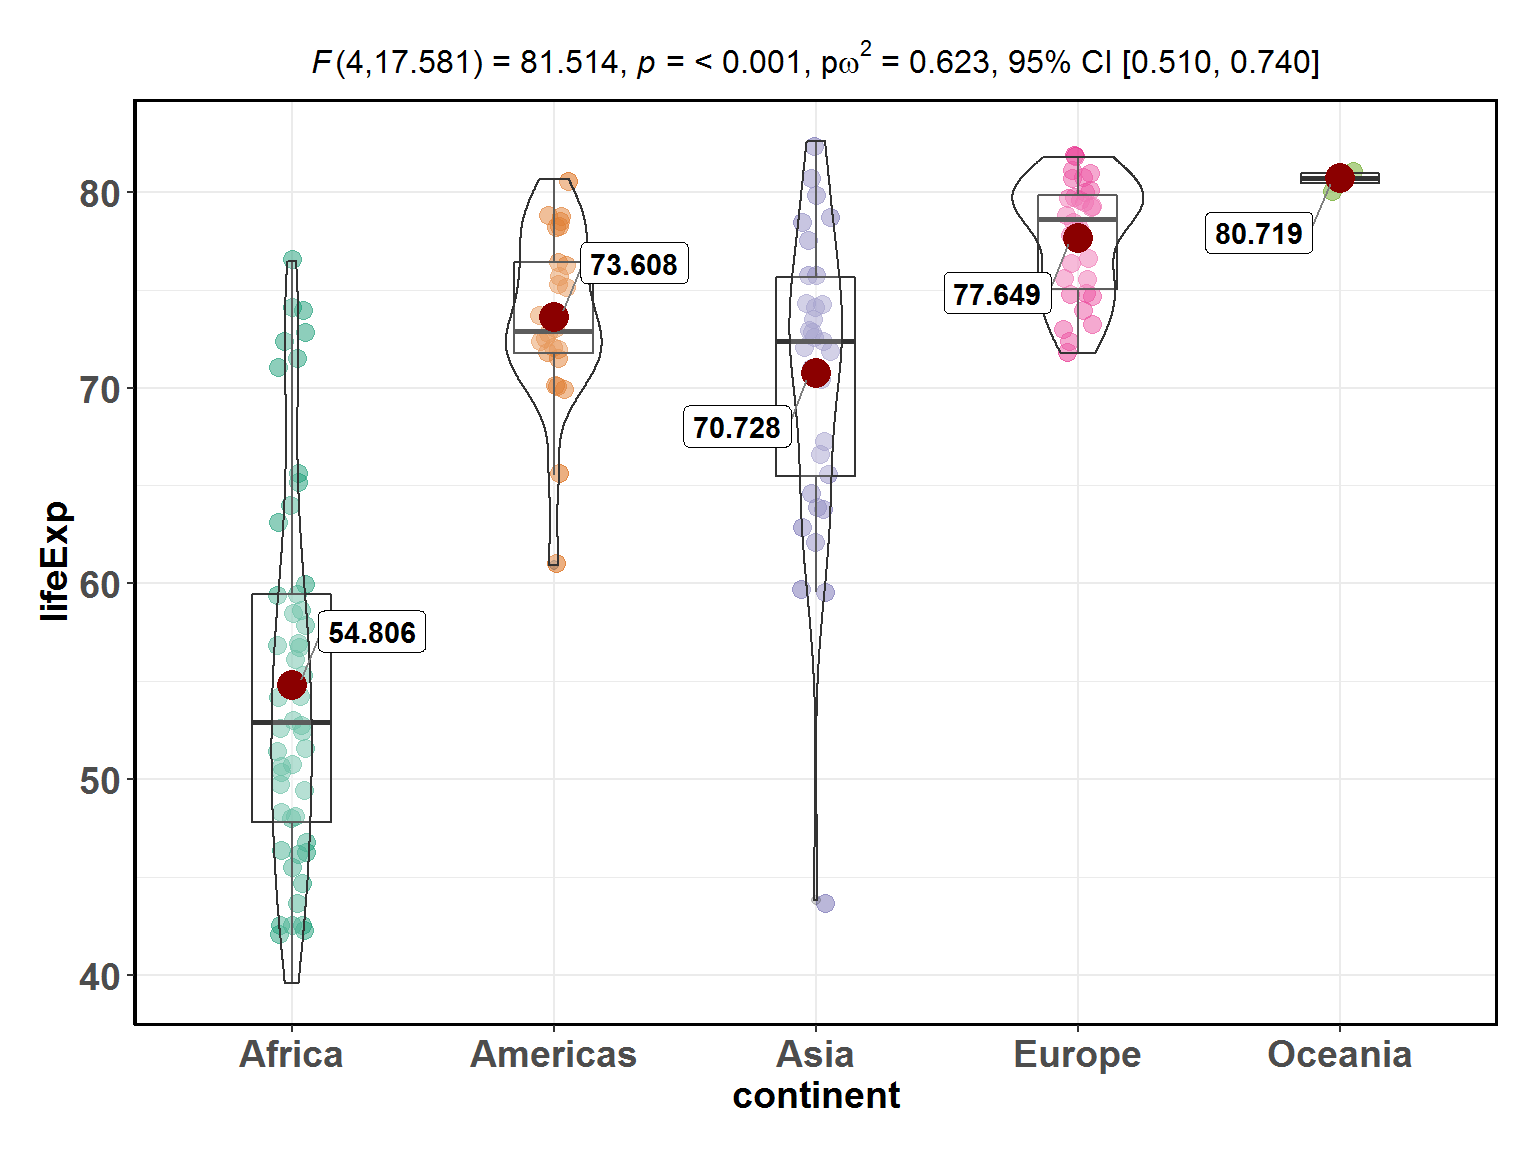 F(4,17.581) = 81.514, p = < 0.001, pω² = 0.623, 95% CI [0.510, 0.740]
lifeExp
80
70
60
50
40
54.806
73.608
70.728
77.649
80.719
Africa Americas Asia Europe Oceania
continent